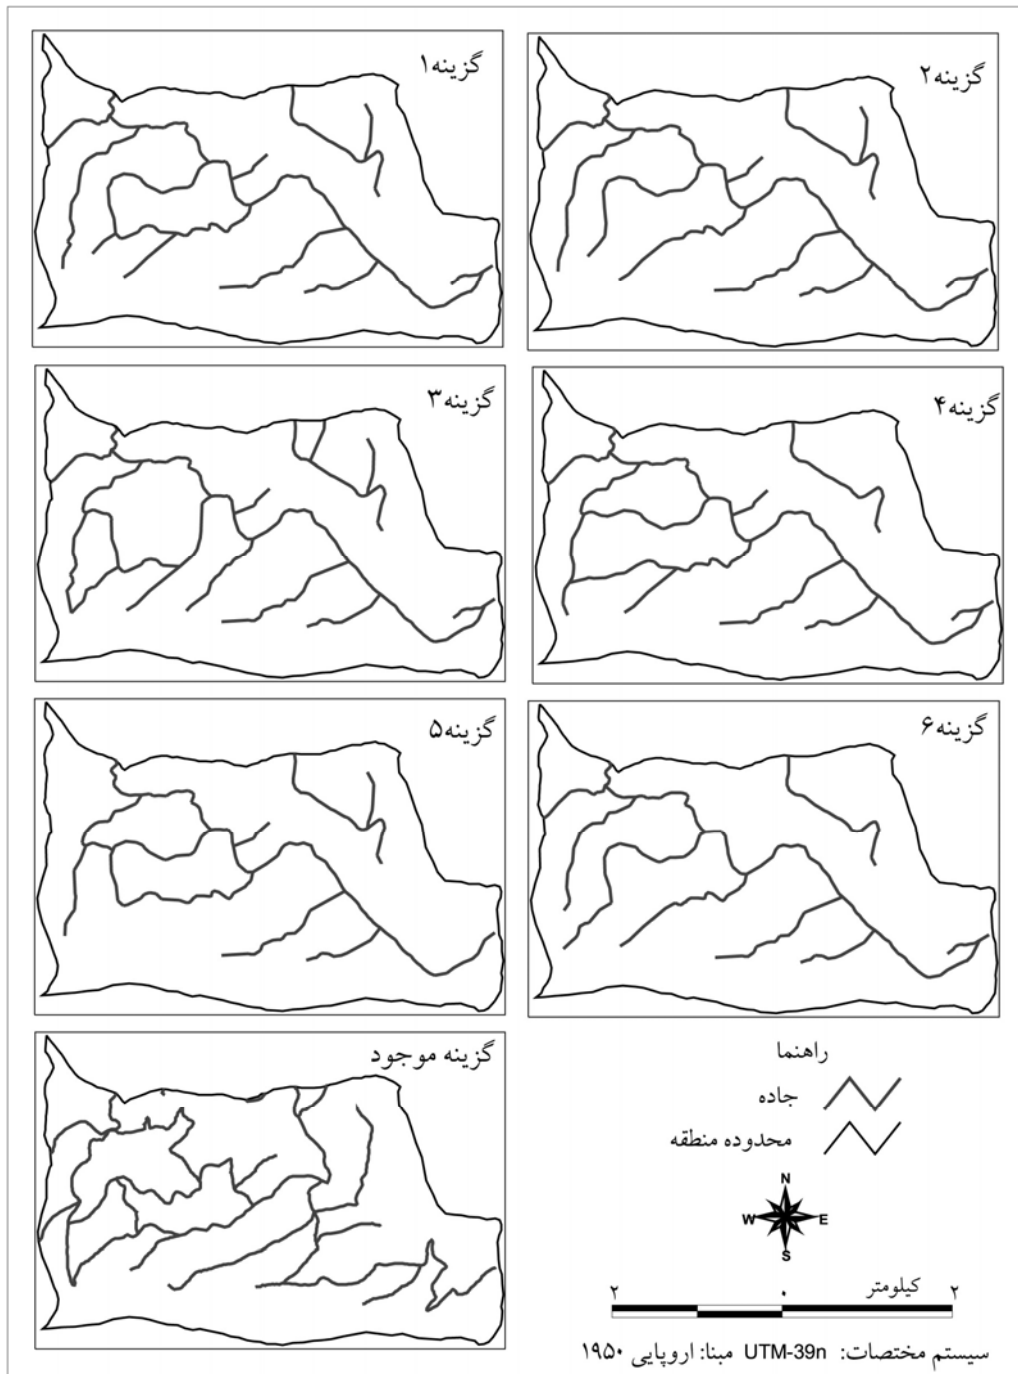 گزینه۱
گزینه۲
گزینه۳
گزینه۴
گزینه۵
گزینه۶
گزینه موجود
راهنما
جاده
محدوده منطقه
N
W E
S
کیلومتر
۲ ۰ ۲
سیستم مختصات: UTM-39n مبنا: اروپایی ۱۹۵۰